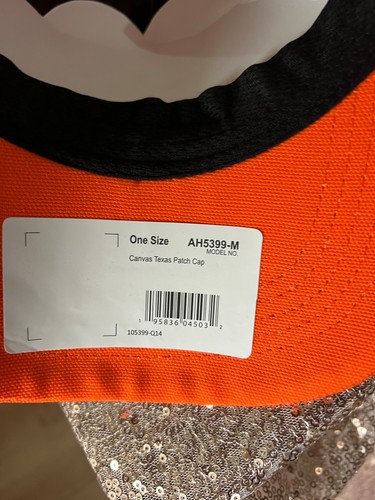 One Size AH5399-M
MODEL NO.
Canvas Texas Patch Cap
1 95836 04503 2
105399-Q14